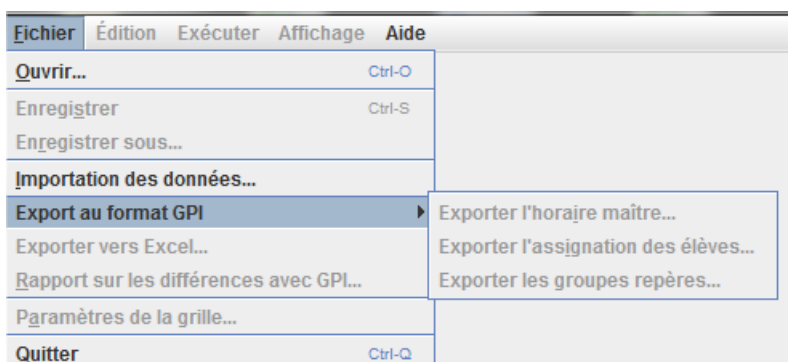 Fichier Édition Exécuter Affichage Aide
Ouvrir... Ctrl-O
Enregistrer Ctrl-S
Enregistrer sous...
Importation des données...
Export au format GPI
Exporter l'horaire maître...
Exporter vers Excel...
Exporter l'assignation des élèves...
Rapport sur les différences avec GPI...
Exporter les groupes repères...
Paramètres de la grille...
Quitter Ctrl-Q